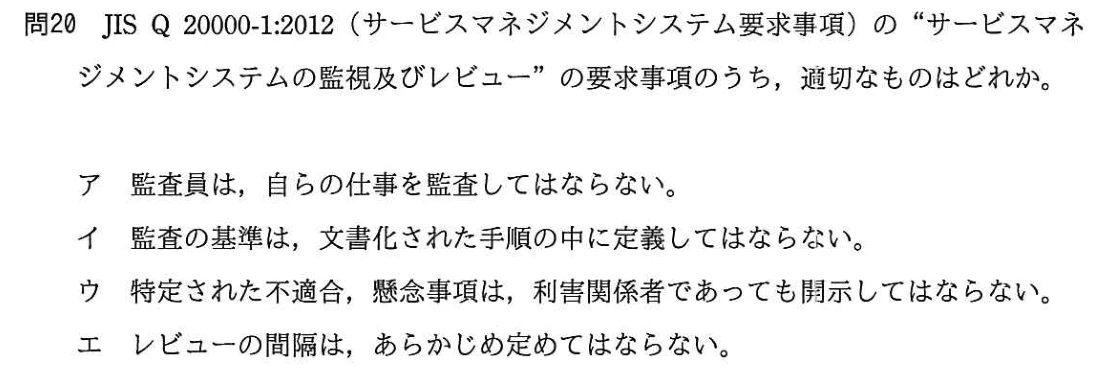 問20 JIS Q 20000-1:2012（サービスマネジメントシステム要求事項）の“サービスマネ
ジメントシステムの監視及びレビュー”の要求事項のうち，適切なものはどれか。
ア 監査員は，自らの仕事を監査してはならない。
イ 監査の基準は，文書化された手順の中に定義してはならない。
ウ 特定された不適合，懸念事項は，利害関係者であっても開示してはならない。
エ レビューの間隔は，あらかじめ定めてはならない。